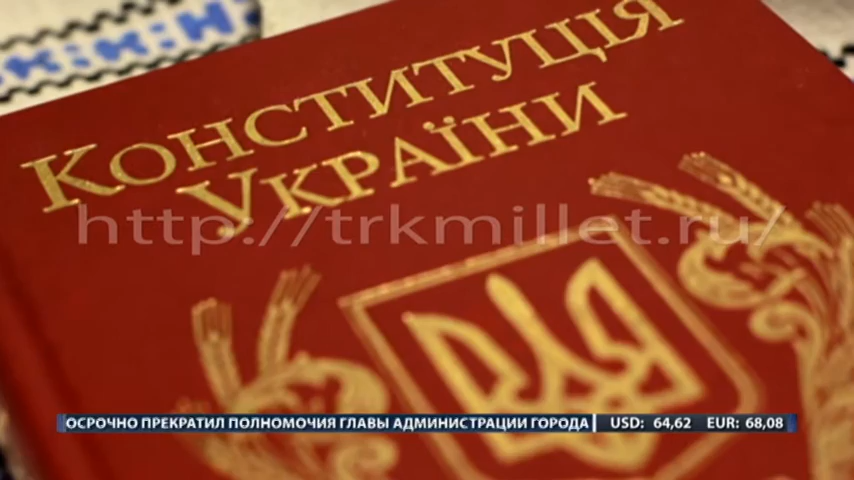 КОНСТИТУЦІЯ
УКРАЇНИ
http://trkmillet.ru/
ОСРОЧНО ПРЕКРАТИЛ ПОЛНОМОЧИЯ ГЛАВЫ АДМИНИСТРАЦИИ ГОРОДА USD: 64,62 EUR: 68,08